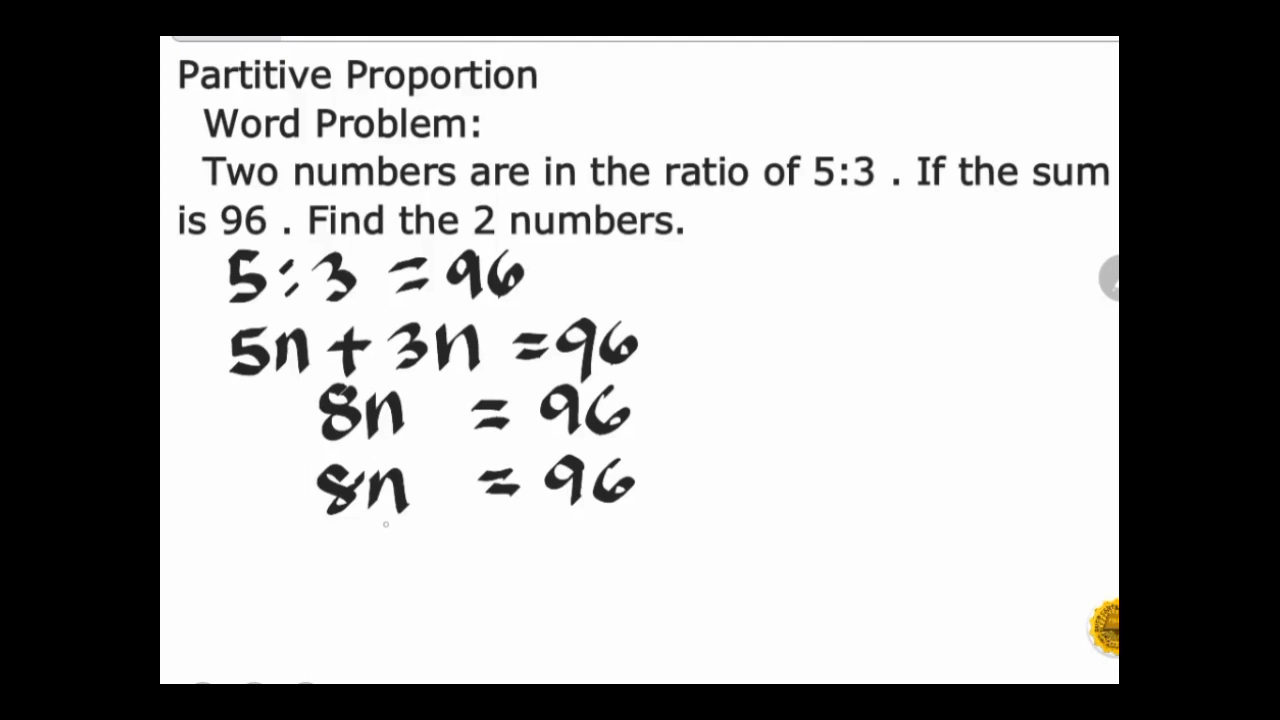 Partitive Proportion
Word Problem:
Two numbers are in the ratio of 5:3 . If the sum
is 96 . Find the 2 numbers.
5:3 = 96
5n + 3n = 96
8n = 96
8n = 96